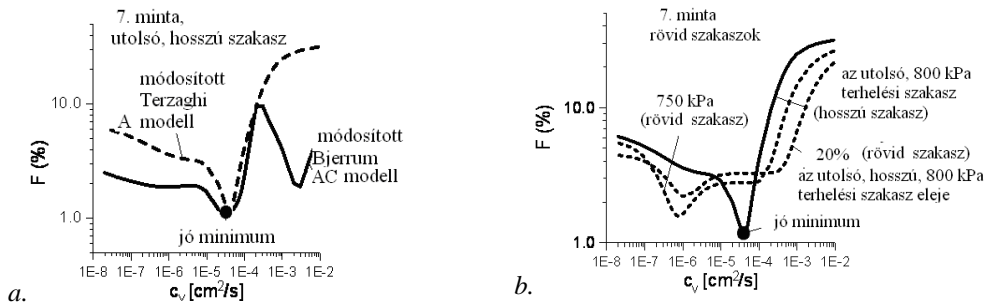 7. minta,
utolsó, hosszú szakasz
módosított
Terzaghi
A modell
módosított
Bjerrum
AC modell
jó minimum
F (%)
10.0
1.0
1E-8 1E-7 1E-6 1E-5 1E-4 1E-3 1E-2
cv [cm²/s]
a.
7. minta
rövid szakaszok
750 kPa
(rövid szakasz)
az utolsó, 800 kPa
terhelési szakasz
(hosszú szakasz)
20% (rövid szakasz)
az utolsó, hosszú, 800 kPa
terhelési szakasz eleje
jó minimum
F (%)
10.0
1.0
1E-8 1E-7 1E-6 1E-5 1E-4 1E-3 1E-2
cv [cm²/s]
b.